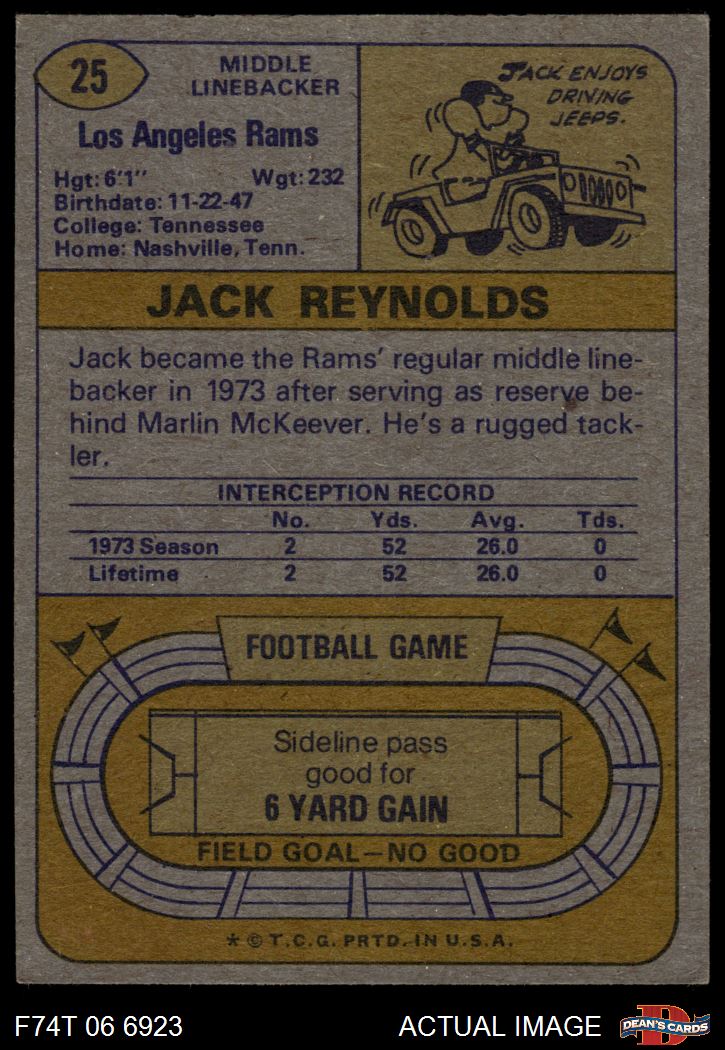 25
MIDDLE
LINEBACKER
Los Angeles Rams
Hgt: 6'1" Wgt: 232
Birthdate: 11-22-47
College: Tennessee
Home: Nashville, Tenn.
JACK ENJOYS
DRIVING
JEEPS.
JACK REYNOLDS
Jack became the Rams' regular middle line-
backer in 1973 after serving as reserve be-
hind Marlin McKeever. He's a rugged tack-
ler.
INTERCEPTION RECORD
No. Yds. Avg. Tds.
1973 Season 2 52 26.0 0
Lifetime 2 52 26.0 0
FOOTBALL GAME
Sideline pass
good for
6 YARD GAIN
FIELD GOAL—NO GOOD
* © T.C.G. PRTD. IN U.S.A.
F74T 06 6923 ACTUAL IMAGE
D
DEAN'S CARDS